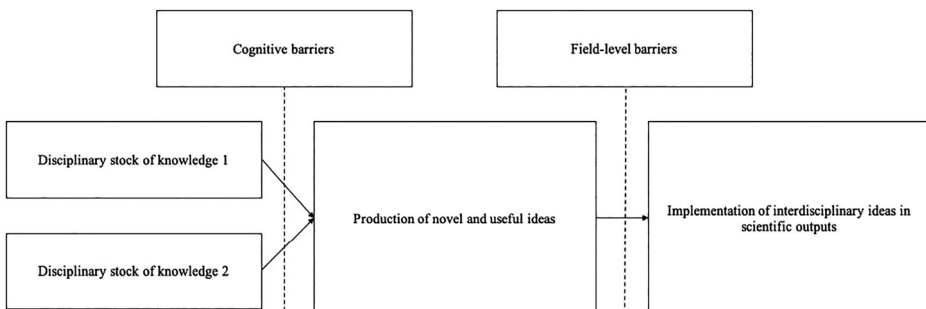 Cognitive barriers
Field-level barriers
Disciplinary stock of knowledge 1
Production of novel and useful ideas
Implementation of interdisciplinary ideas in
scientific outputs
Disciplinary stock of knowledge 2